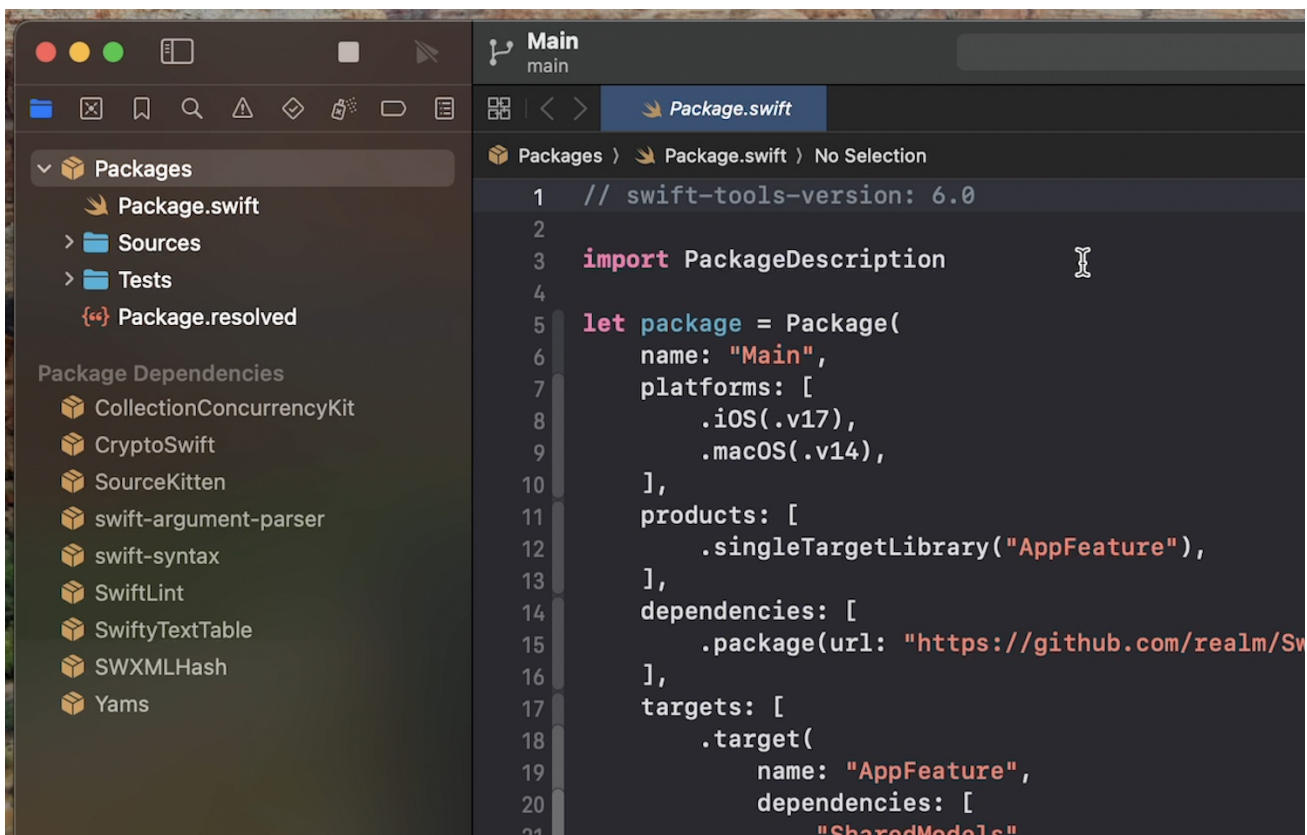 Main
main
Package.swift
Packages
Package.swift
Sources
Tests
Package.resolved
Package Dependencies
CollectionConcurrencyKit
CryptoSwift
SourceKitten
swift-argument-parser
swift-syntax
SwiftLint
SwiftyTextTable
SWXMLHash
Yams
Packages 〉 Package.swift 〉 No Selection
1 // swift-tools-version: 6.0
2
3 import PackageDescription
4
5 let package = Package(
6 name: "Main",
7 platforms: [
8 .iOS(.v17),
9 .macOS(.v14),
10 ],
11 products: [
12 .singleTargetLibrary("AppFeature"),
13 ],
14 dependencies: [
15 .package(url: "https://github.com/realm/Sw
16 ],
17 targets: [
18 .target(
19 name: "AppFeature",
20 dependencies: [
21 "SharedModels"